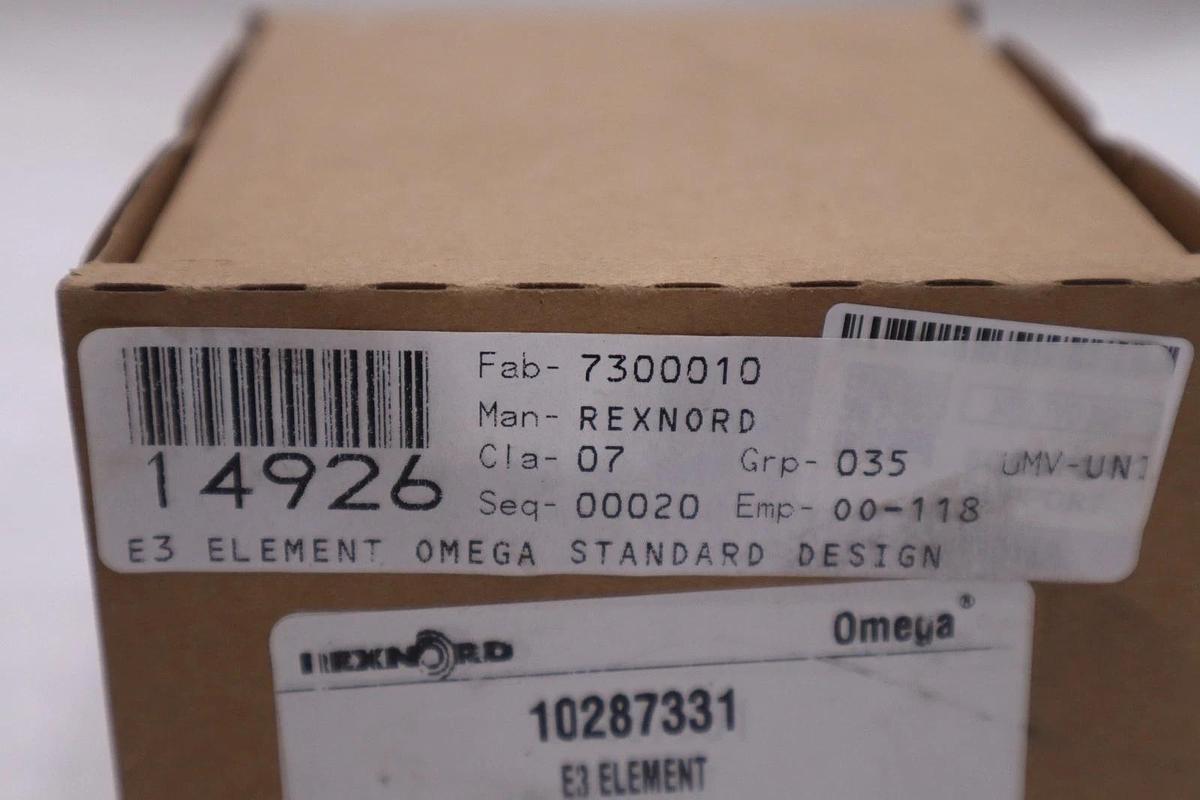 Fab- 7300010
Man- REXNORD
Cla- 07 Grp- 035 UMV-UNI
14926
Seq- 00020 Emp- 00-118
E3 ELEMENT OMEGA STANDARD DESIGN
REXNORD Omega®
10287331
E3 ELEMENT